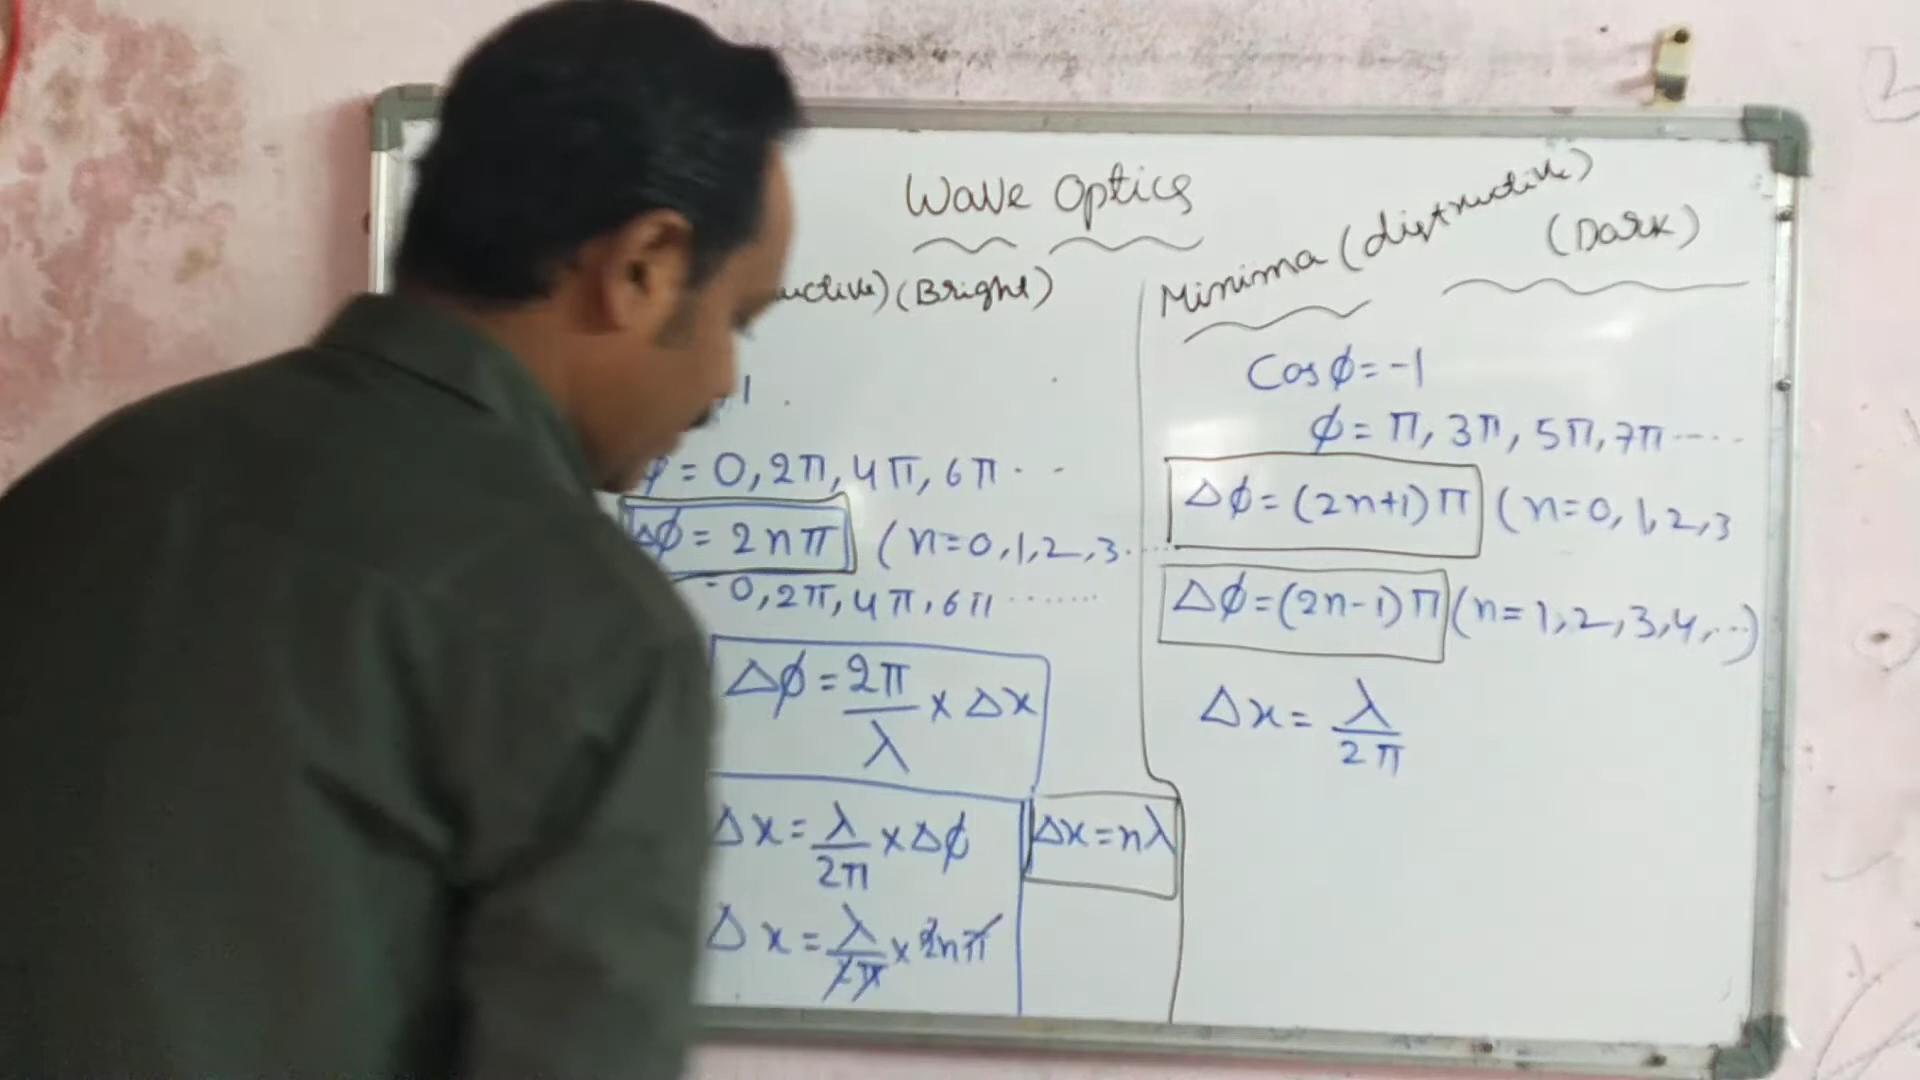 Wave Optics
(Bright)
1
φ = 0, 2π, 4π, 6π . . .
Δφ = 2nπ (n=0,1,2,3.....
= 0, 2π, 4π, 6π .......
Δφ = 2π/λ × Δx
Δx = λ/2π × Δφ
Δx = nλ
Δx = λ/2π × 2nπ
Minima (distructive)
(Dark)
Cosφ = -1
φ = π, 3π, 5π, 7π .....
Δφ = (2n+1)π (n=0, 1, 2, 3
Δφ = (2n-1)π (n= 1, 2, 3, 4, ...)
Δx = λ/2π